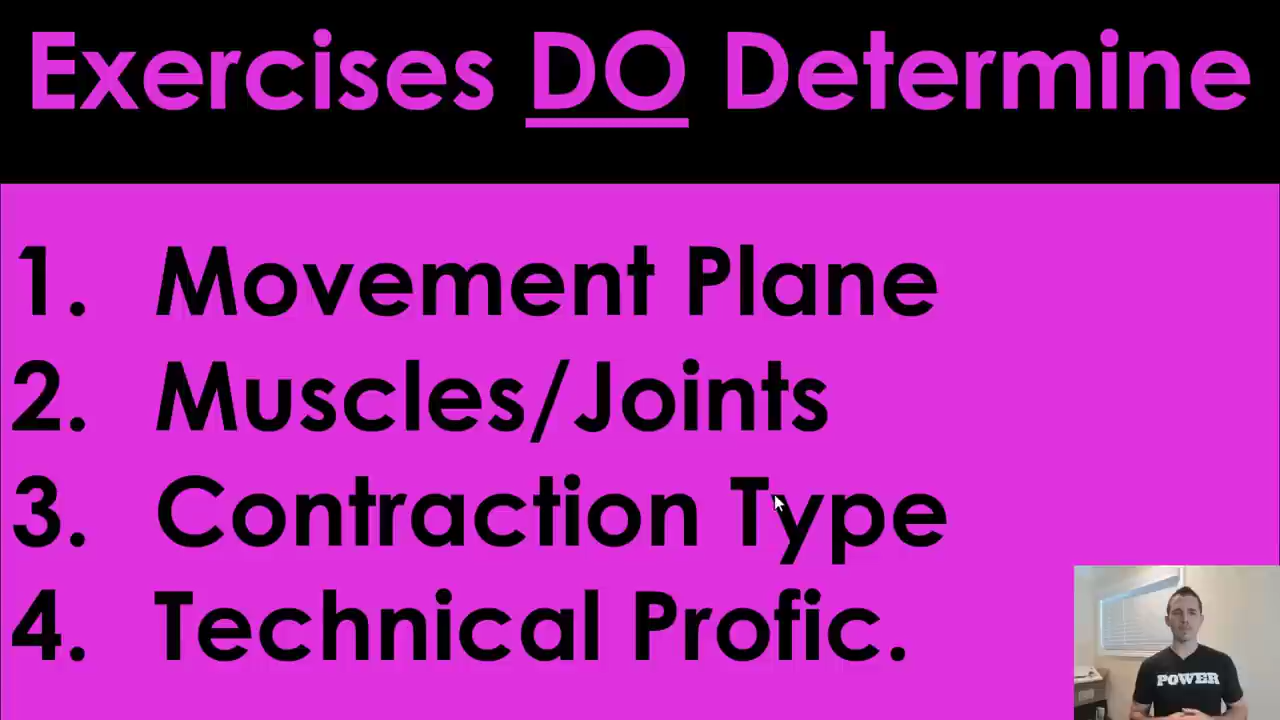 Exercises DO Determine
1. Movement Plane
2. Muscles/Joints
3. Contraction Type
4. Technical Profic.
POWER